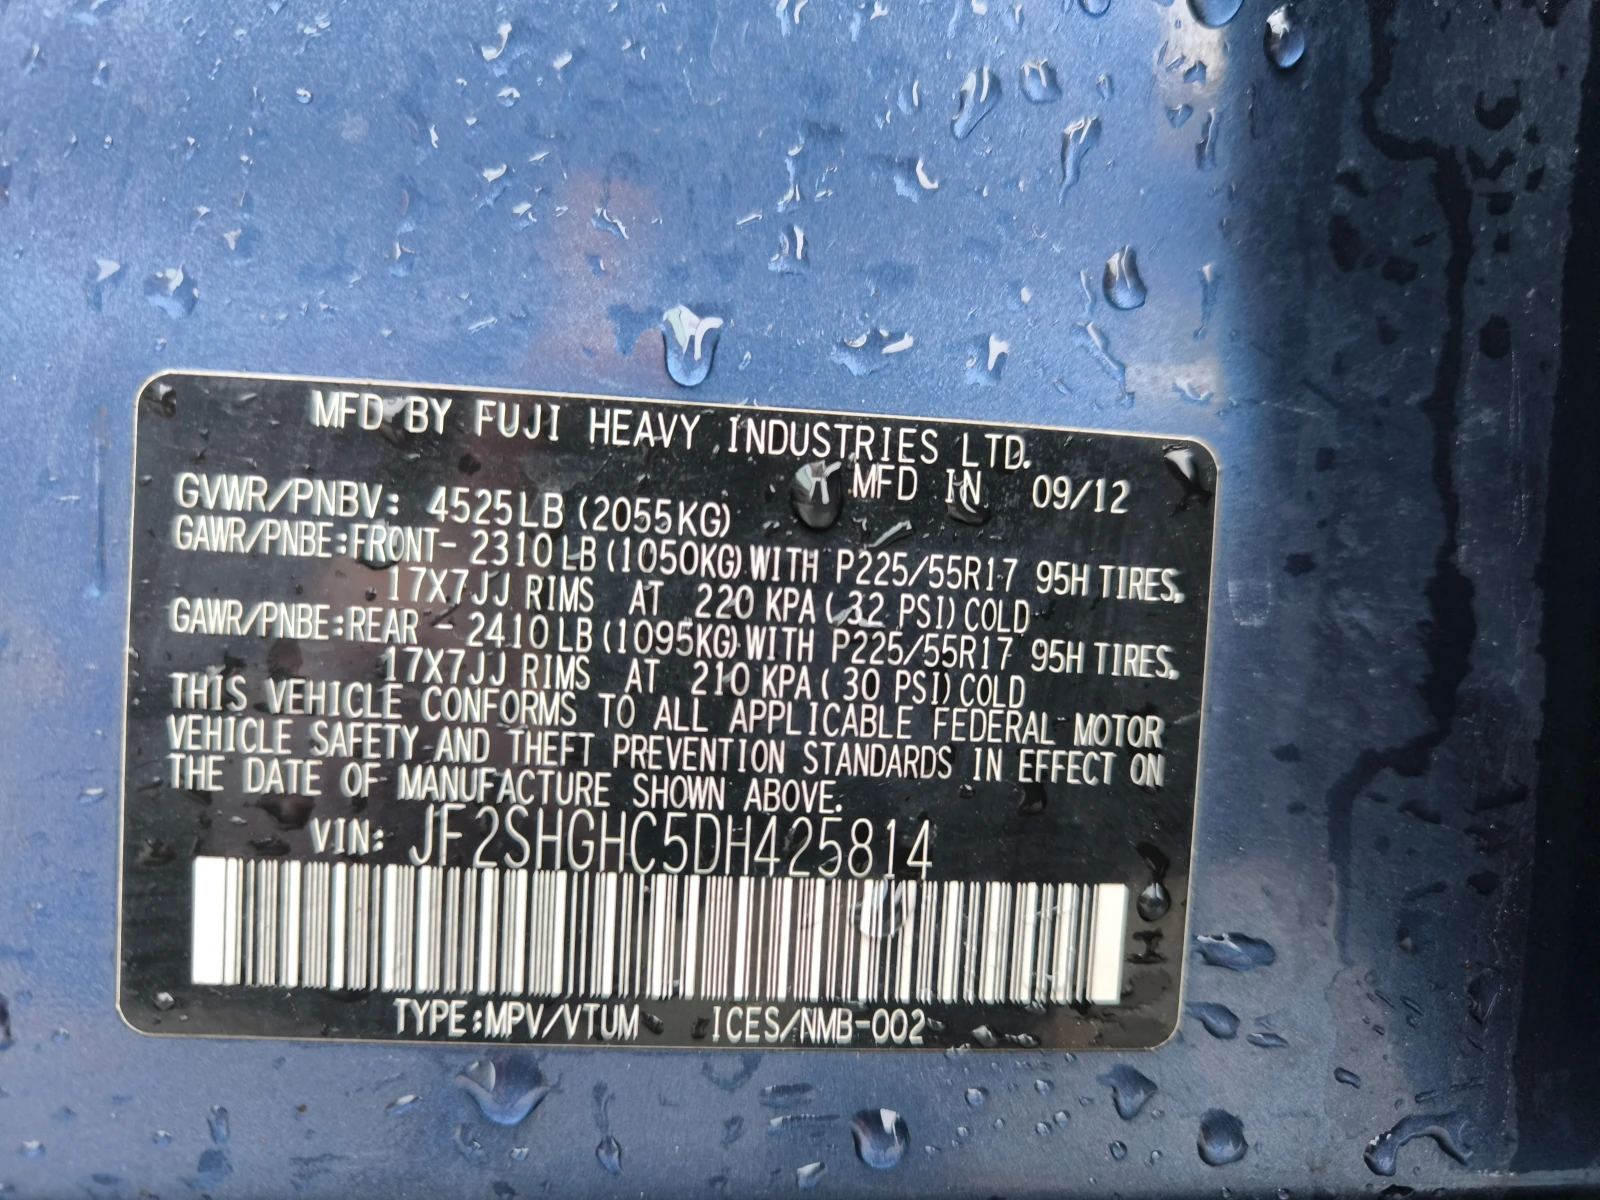 MFD BY FUJI HEAVY INDUSTRIES LTD.
MFD IN 09/12
GVWR/PNBV: 4525LB (2055KG)
GAWR/PNBE:FRONT- 2310 LB (1050KG) WITH P225/55R17 95H TIRES,
17X7JJ RIMS AT 220 KPA ( 32 PSI) COLD
GAWR/PNBE:REAR - 2410 LB (1095KG) WITH P225/55R17 95H TIRES,
17X7JJ RIMS AT 210 KPA ( 30 PSI) COLD
THIS VEHICLE CONFORMS TO ALL APPLICABLE FEDERAL MOTOR
VEHICLE SAFETY AND THEFT PREVENTION STANDARDS IN EFFECT ON
THE DATE OF MANUFACTURE SHOWN ABOVE.
VIN: JF2SHGHC5DH425814
H
TYPE:MPV/VTUM ICES/NMB-002